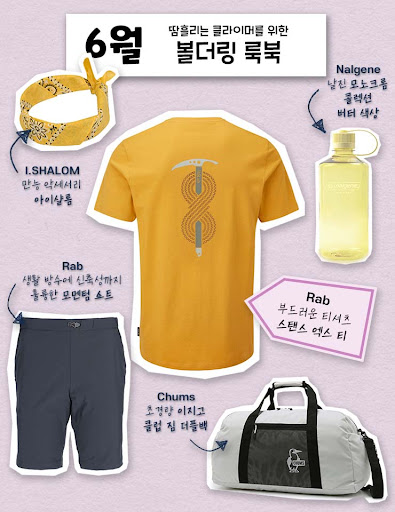 6월
땀흘리는 클라이머를 위한
볼더링 룩북
Nalgene
날진 모노크롬
콜렉션
버터 색상
I.SHALOM
만능 악세서리
아이샬롬
Rab
생활 방수에 신축성까지
훌륭한 모멘텀 쇼트
Rab
부드러운 티셔츠
스탠스 엑스 티
Chums
초경량 이지고
클럽 짐 더플백